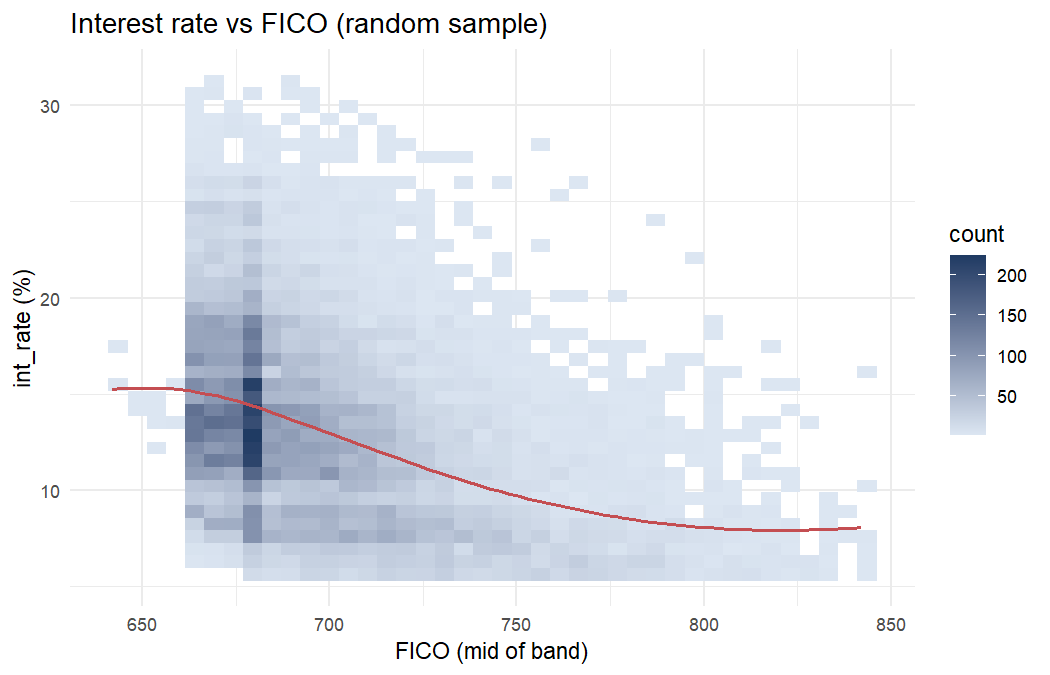 Interest rate vs FICO (random sample)
int_rate (%)
30
20
10
650 700 750 800 850
FICO (mid of band)
count
200
150
100
50